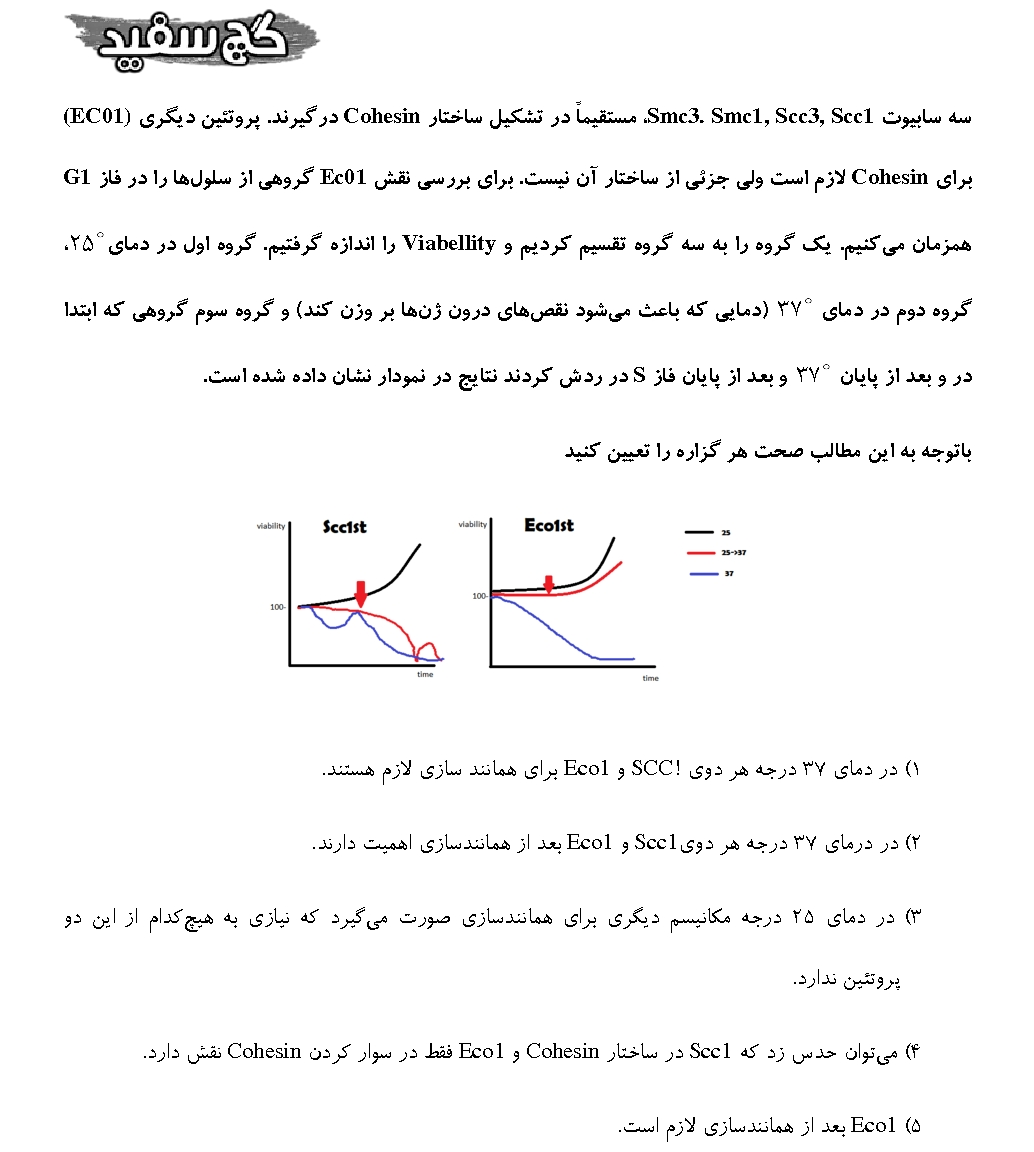 گچ سفید
سه سابیوت Smc3. Smc1, Scc3, Scc1، مستقیماً در تشکیل ساختار Cohesin درگیرند. پروتئین دیگری (EC01)
برای Cohesin لازم است ولی جزئی از ساختار آن نیست. برای بررسی نقش Ec01 گروهی از سلول‌ها را در فاز G1
همزمان می‌کنیم. یک گروه را به سه گروه تقسیم کردیم و Viabellity را اندازه گرفتیم. گروه اول در دمای ۲۵°،
گروه دوم در دمای ۳۷° (دمایی که باعث می‌شود نقص‌های درون ژن‌ها بر وزن کند) و گروه سوم گروهی که ابتدا
در و بعد از پایان ۳۷° و بعد از پایان فاز S در ردش کردند نتایج در نمودار نشان داده شده است.
باتوجه به این مطالب صحت هر گزاره را تعیین کنید
viability
Scc1st
100-
time
viability
Eco1st
100-
time
25
25->37
37
۱) در دمای ۳۷ درجه هر دوی SCC! و Eco1 برای همانند سازی لازم هستند.
۲) در درمای ۳۷ درجه هر دویScc1 و Eco1 بعد از همانندسازی اهمیت دارند.
۳) در دمای ۲۵ درجه مکانیسم دیگری برای همانندسازی صورت می‌گیرد که نیازی به هیچ‌کدام از این دو
پروتئین ندارد.
۴) می‌توان حدس زد که Scc1 در ساختار Cohesin و Eco1 فقط در سوار کردن Cohesin نقش دارد.
۵) Eco1 بعد از همانندسازی لازم است.